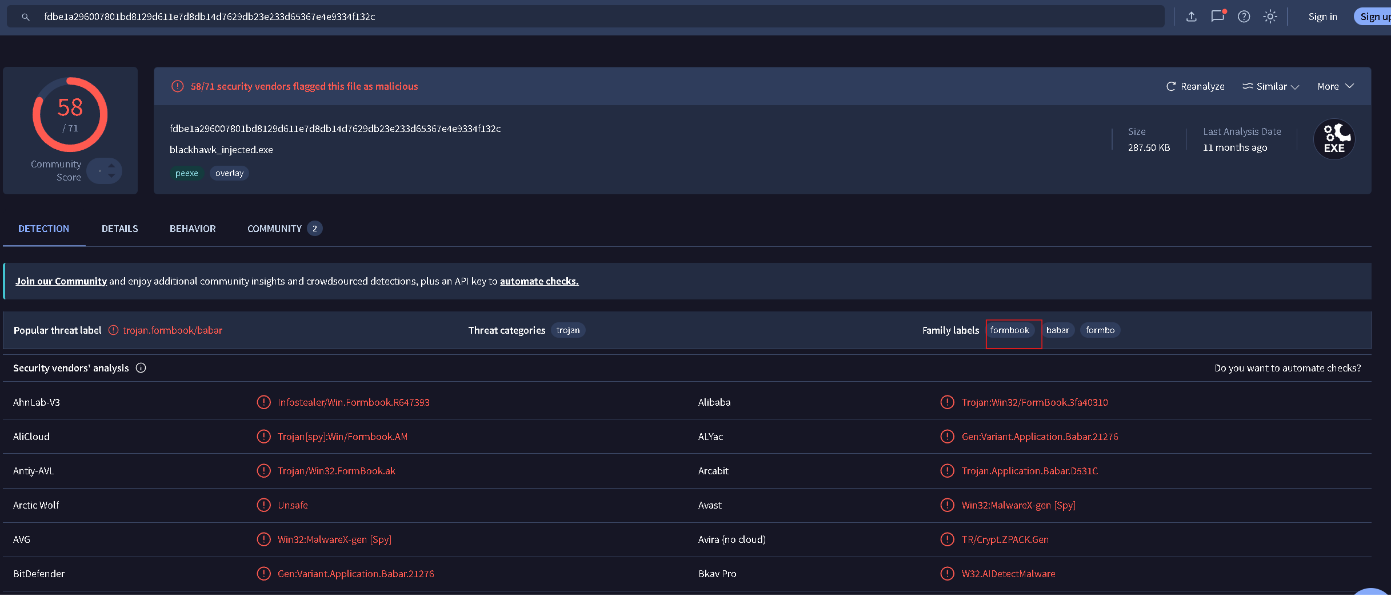 fdbe1a296007801bd8129d611e7d8db14d7629db23e233d65367e4e9334f132c
Sign in
Sign up
58
/ 71
Community
Score
58/71 security vendors flagged this file as malicious
Reanalyze
Similar
More
fdbe1a296007801bd8129d611e7d8db14d7629db23e233d65367e4e9334f132c
blackhawk_injected.exe
peexe
overlay
Size
287.50 KB
Last Analysis Date
11 months ago
EXE
DETECTION
DETAILS
BEHAVIOR
COMMUNITY 2
Join our Community and enjoy additional community insights and crowdsourced detections, plus an API key to automate checks.
Popular threat label trojan.formbook/babar
Threat categories trojan
Family labels formbook babar formbo
Security vendors' analysis
Do you want to automate checks?
AhnLab-V3 Infostealer/Win.Formbook.R647393
Alibaba Trojan:Win32/FormBook.3fa40310
AliCloud Trojan[spy]:Win/Formbook.AM
ALYac Gen:Variant.Application.Babar.21276
Antiy-AVL Trojan/Win32.FormBook.ak
Arcabit Trojan.Application.Babar.D531C
Arctic Wolf Unsafe
Avast Win32:MalwareX-gen [Spy]
AVG Win32:MalwareX-gen [Spy]
Avira (no cloud) TR/Crypt.ZPACK.Gen
BitDefender Gen:Variant.Application.Babar.21276
Bkav Pro W32.AIDetectMalware